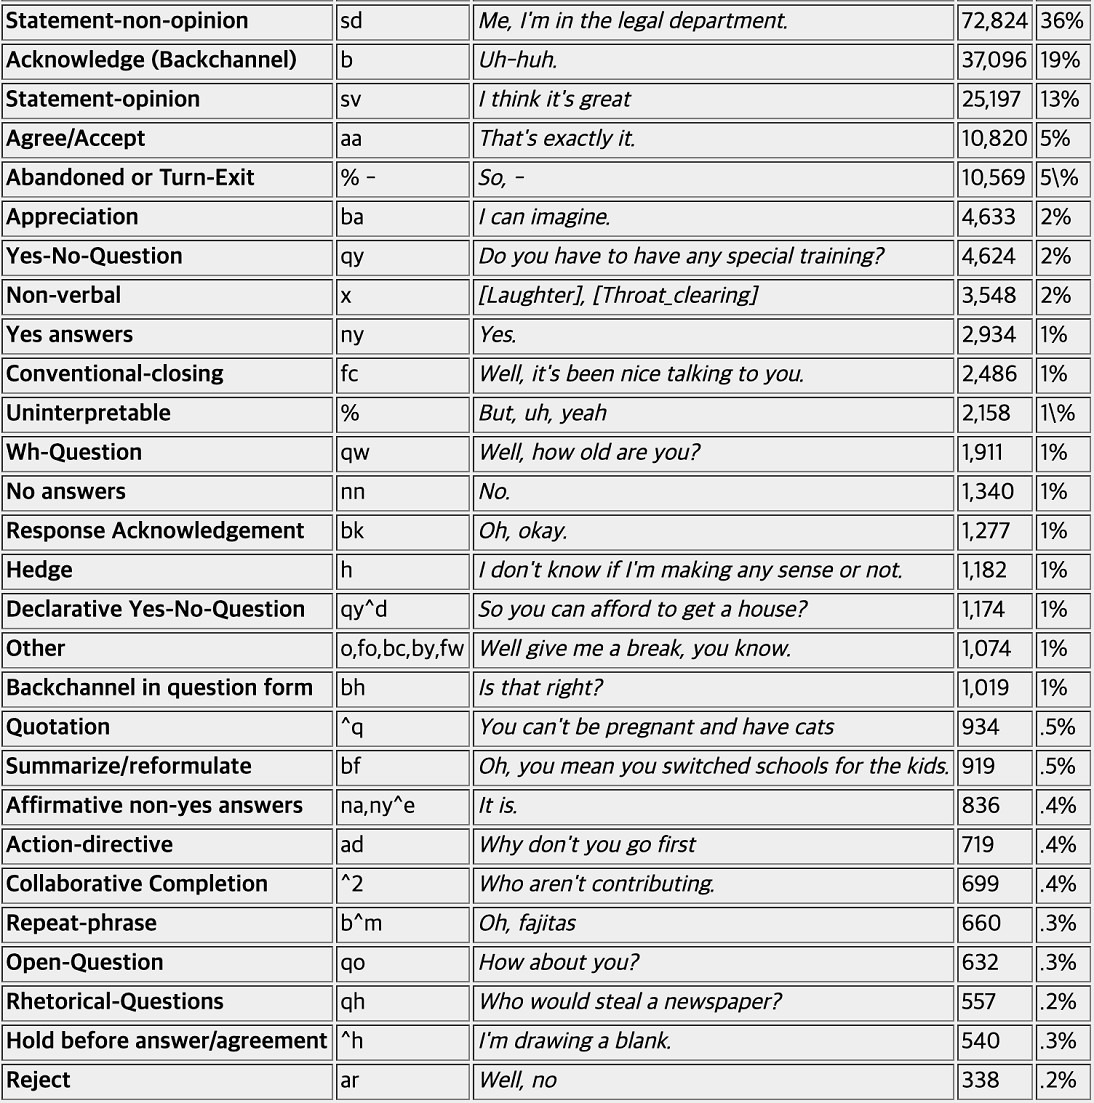 Statement-non-opinion sd Me, I'm in the legal department. 72,824 36%
Acknowledge (Backchannel) b Uh-huh. 37,096 19%
Statement-opinion sv I think it's great 25,197 13%
Agree/Accept aa That's exactly it. 10,820 5%
Abandoned or Turn-Exit % - So, - 10,569 5\%
Appreciation ba I can imagine. 4,633 2%
Yes-No-Question qy Do you have to have any special training? 4,624 2%
Non-verbal x [Laughter], [Throat_clearing] 3,548 2%
Yes answers ny Yes. 2,934 1%
Conventional-closing fc Well, it's been nice talking to you. 2,486 1%
Uninterpretable % But, uh, yeah 2,158 1\%
Wh-Question qw Well, how old are you? 1,911 1%
No answers nn No. 1,340 1%
Response Acknowledgement bk Oh, okay. 1,277 1%
Hedge h I don't know if I'm making any sense or not. 1,182 1%
Declarative Yes-No-Question qy^d So you can afford to get a house? 1,174 1%
Other o,fo,bc,by,fw Well give me a break, you know. 1,074 1%
Backchannel in question form bh Is that right? 1,019 1%
Quotation ^q You can't be pregnant and have cats 934 .5%
Summarize/reformulate bf Oh, you mean you switched schools for the kids. 919 .5%
Affirmative non-yes answers na,ny^e It is. 836 .4%
Action-directive ad Why don't you go first 719 .4%
Collaborative Completion ^2 Who aren't contributing. 699 .4%
Repeat-phrase b^m Oh, fajitas 660 .3%
Open-Question qo How about you? 632 .3%
Rhetorical-Questions qh Who would steal a newspaper? 557 .2%
Hold before answer/agreement ^h I'm drawing a blank. 540 .3%
Reject ar Well, no 338 .2%